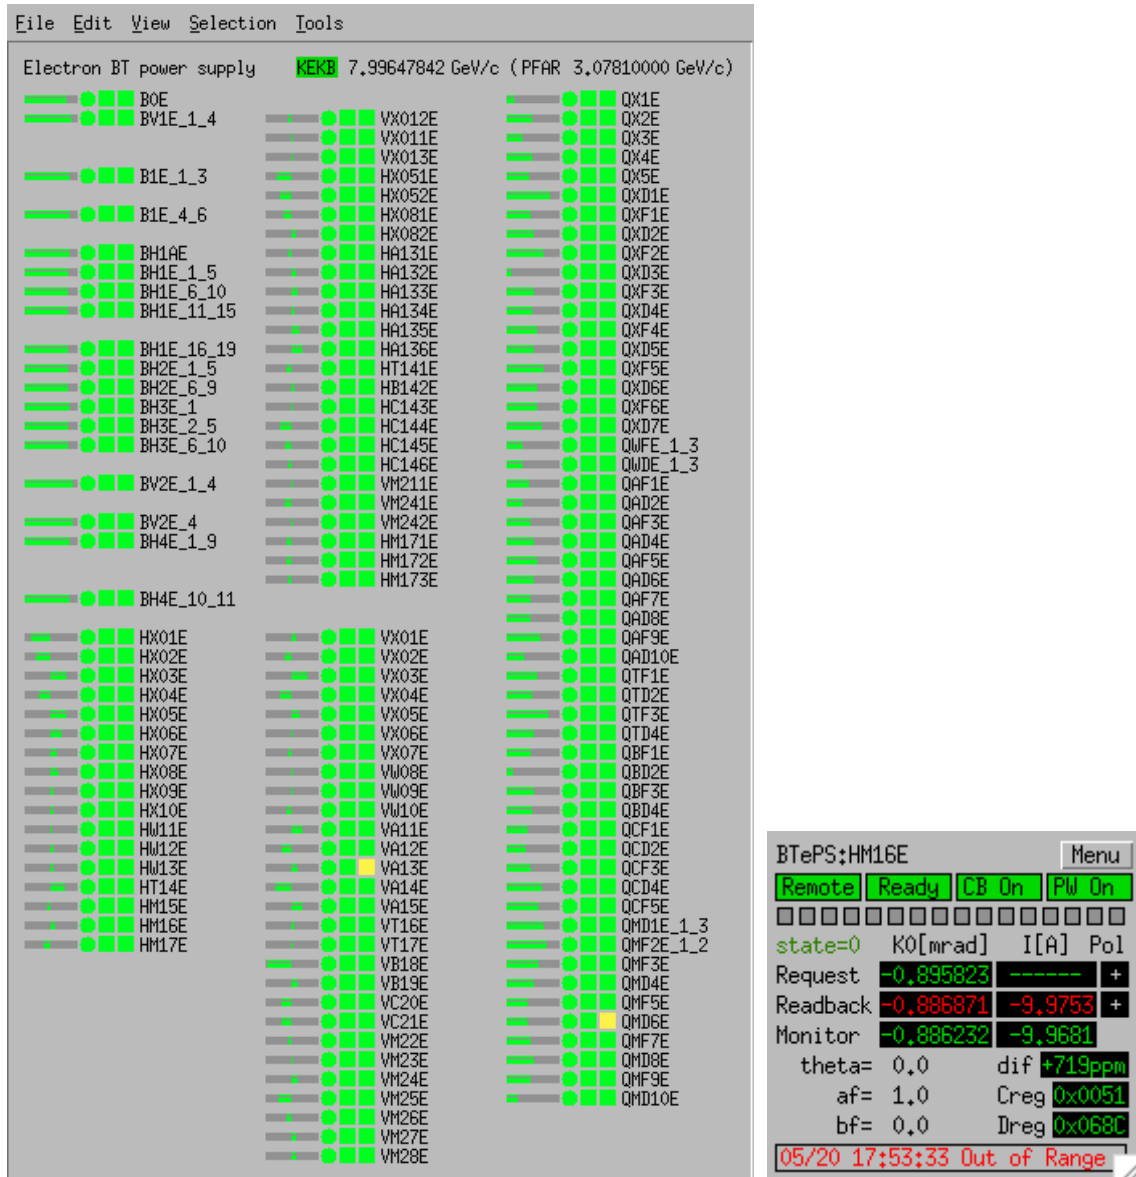 File Edit View Selection Tools
Electron BT power supply KEKB 7.99647842 GeV/c (PFAR 3.07810000 GeV/c)
B0E
BV1E_1_4
B1E_1_3
B1E_4_6
BH1AE
BH1E_1_5
BH1E_6_10
BH1E_11_15
BH1E_16_19
BH2E_1_5
BH2E_6_9
BH3E_1
BH3E_2_5
BH3E_6_10
BV2E_1_4
BV2E_4
BH4E_1_9
BH4E_10_11
HX01E
HX02E
HX03E
HX04E
HX05E
HX06E
HX07E
HX08E
HX09E
HX10E
HW11E
HW12E
HW13E
HT14E
HM15E
HM16E
HM17E
VX012E
VX011E
VX013E
HX051E
HX052E
HX081E
HX082E
HA131E
HA132E
HA133E
HA134E
HA135E
HA136E
HT141E
HB142E
HC143E
HC144E
HC145E
HC146E
VM211E
VM241E
VM242E
HM171E
HM172E
HM173E
VX01E
VX02E
VX03E
VX04E
VX05E
VX06E
VX07E
VW08E
VW09E
VW10E
VA11E
VA12E
VA13E
VA14E
VA15E
VT16E
VT17E
VB18E
VB19E
VC20E
VC21E
VM22E
VM23E
VM24E
VM25E
VM26E
VM27E
VM28E
QX1E
QX2E
QX3E
QX4E
QX5E
QXD1E
QXF1E
QXD2E
QXF2E
QXD3E
QXF3E
QXD4E
QXF4E
QXD5E
QXF5E
QXD6E
QXF6E
QXD7E
QWFE_1_3
QWDE_1_3
QAF1E
QAD2E
QAF3E
QAD4E
QAF5E
QAD6E
QAF7E
QAD8E
QAF9E
QAD10E
QTF1E
QTD2E
QTF3E
QTD4E
QBF1E
QBD2E
QBF3E
QBD4E
QCF1E
QCD2E
QCF3E
QCD4E
QCF5E
QMD1E_1_3
QMF2E_1_2
QMF3E
QMD4E
QMF5E
QMD6E
QMF7E
QMD8E
QMF9E
QMD10E
BTePS:HM16E Menu
Remote Ready CB On PW On
state=0 K0[mrad] I[A] Pol
Request -0.895823 ------ +
Readback -0.886871 -9.9753 +
Monitor -0.886232 -9.9681
theta= 0.0 dif +719ppm
af= 1.0 Creg 0x0051
bf= 0.0 Dreg 0x068C
05/20 17:53:33 Out of Range